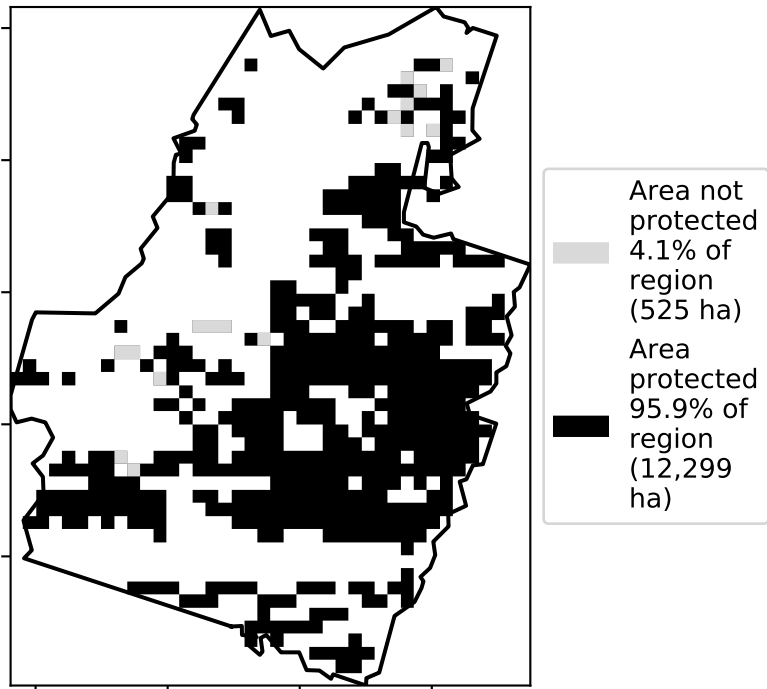 Area not
protected
4.1% of
region
(525 ha)
Area
protected
95.9% of
region
(12,299
ha)